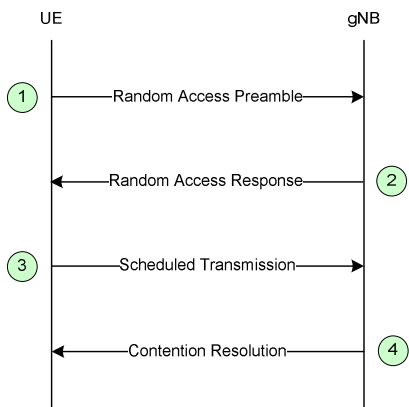 UE
gNB
1
Random Access Preamble
Random Access Response
2
3
Scheduled Transmission
Contention Resolution
4